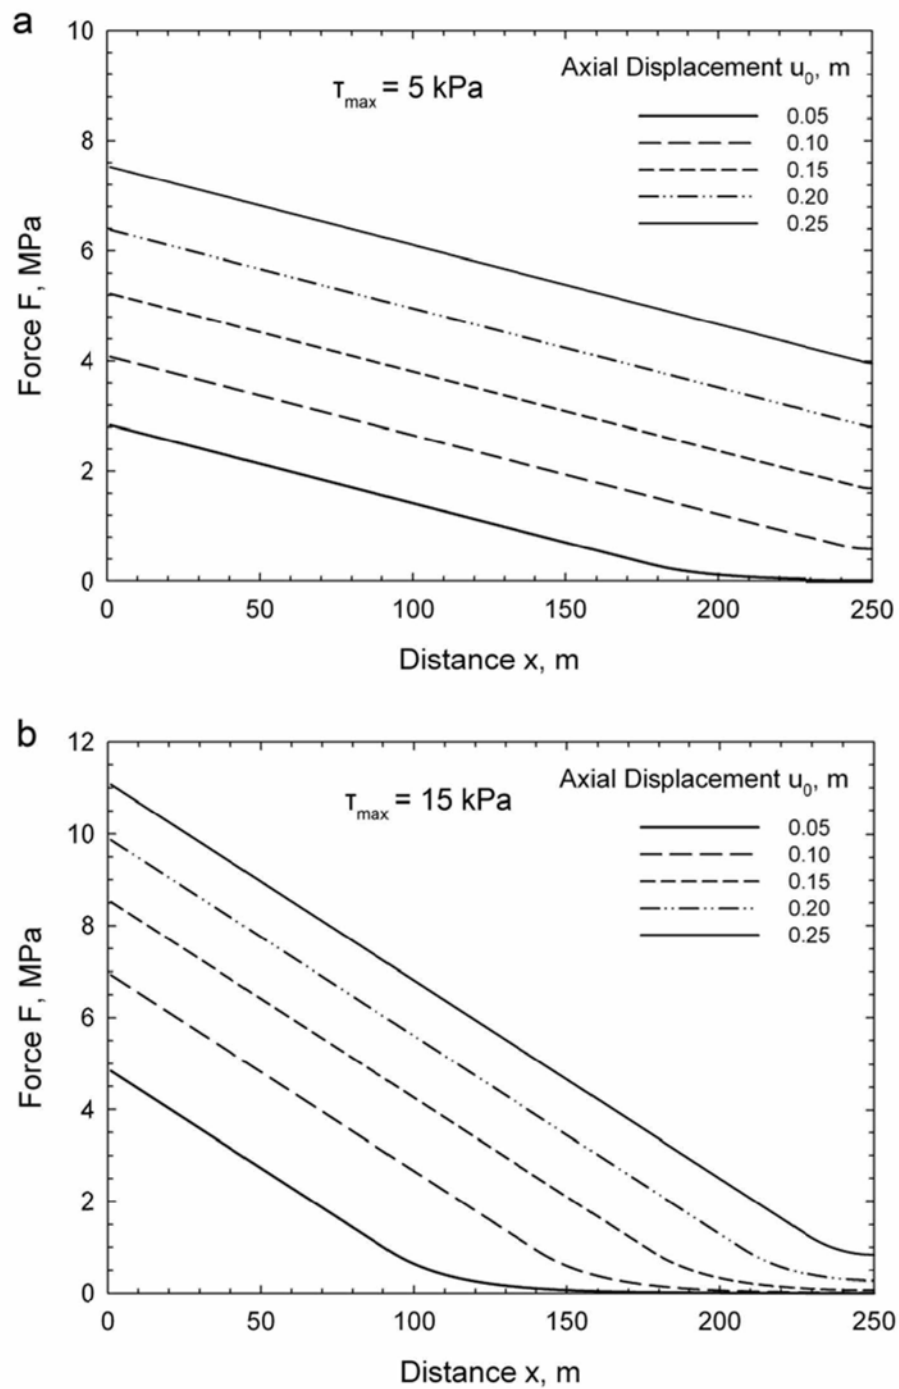 a
τmax = 5 kPa
Axial Displacement u0, m
0.05
0.10
0.15
0.20
0.25
10
8
6
4
2
0
Force F, MPa
0 50 100 150 200 250
Distance x, m
b
τmax = 15 kPa
Axial Displacement u0, m
0.05
0.10
0.15
0.20
0.25
12
10
8
6
4
2
0
Force F, MPa
0 50 100 150 200 250
Distance x, m